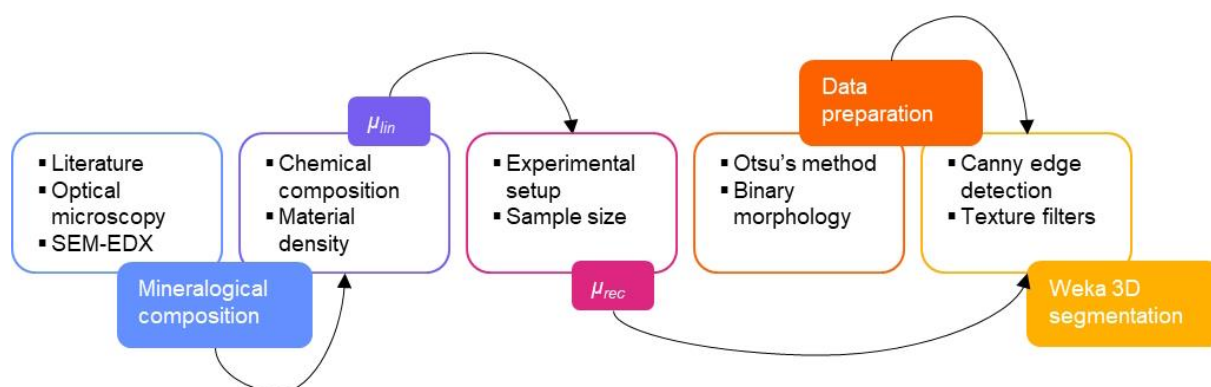 ▪ Literature
▪ Optical
microscopy
▪ SEM-EDX
Mineralogical
composition
μlin
▪ Chemical
composition
▪ Material
density
▪ Experimental
setup
▪ Sample size
μrec
Data
preparation
▪ Otsu’s method
▪ Binary
morphology
▪ Canny edge
detection
▪ Texture filters
Weka 3D
segmentation